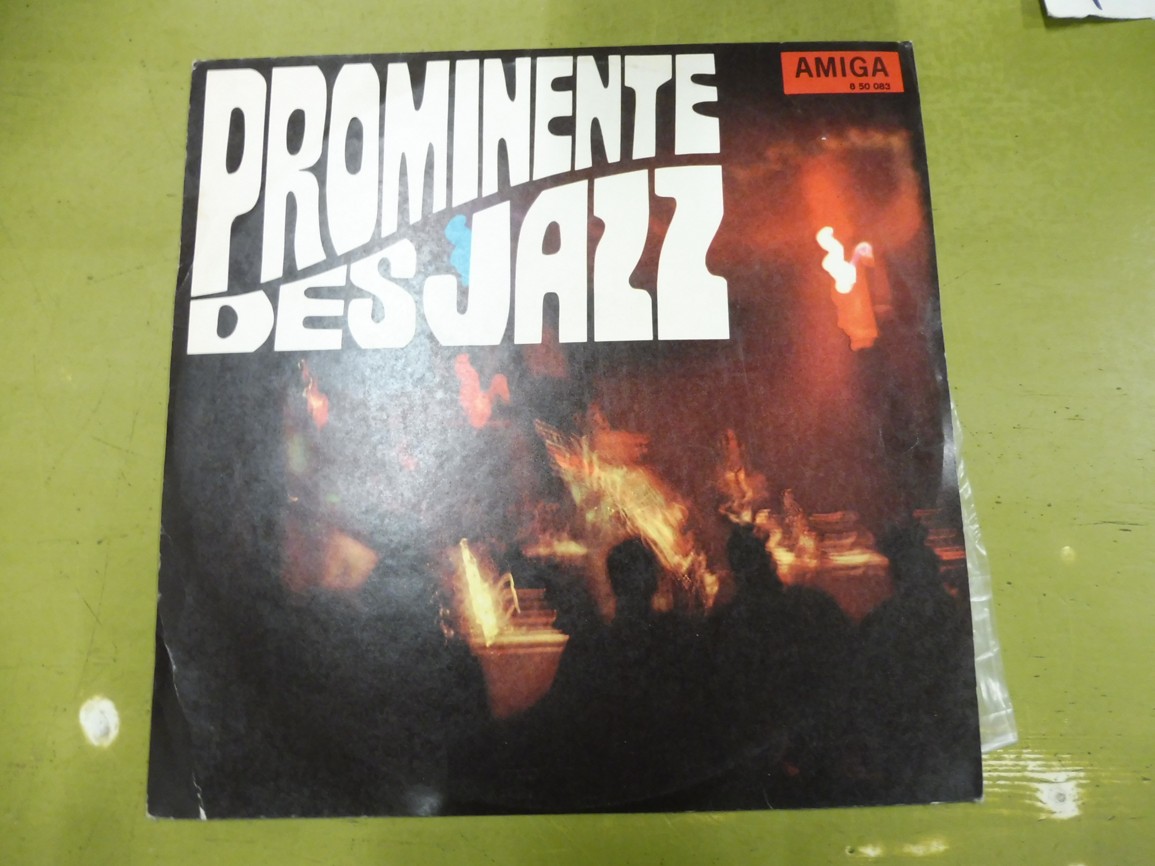 PROMINENTE
DES JAZZ
AMIGA
8 50 083